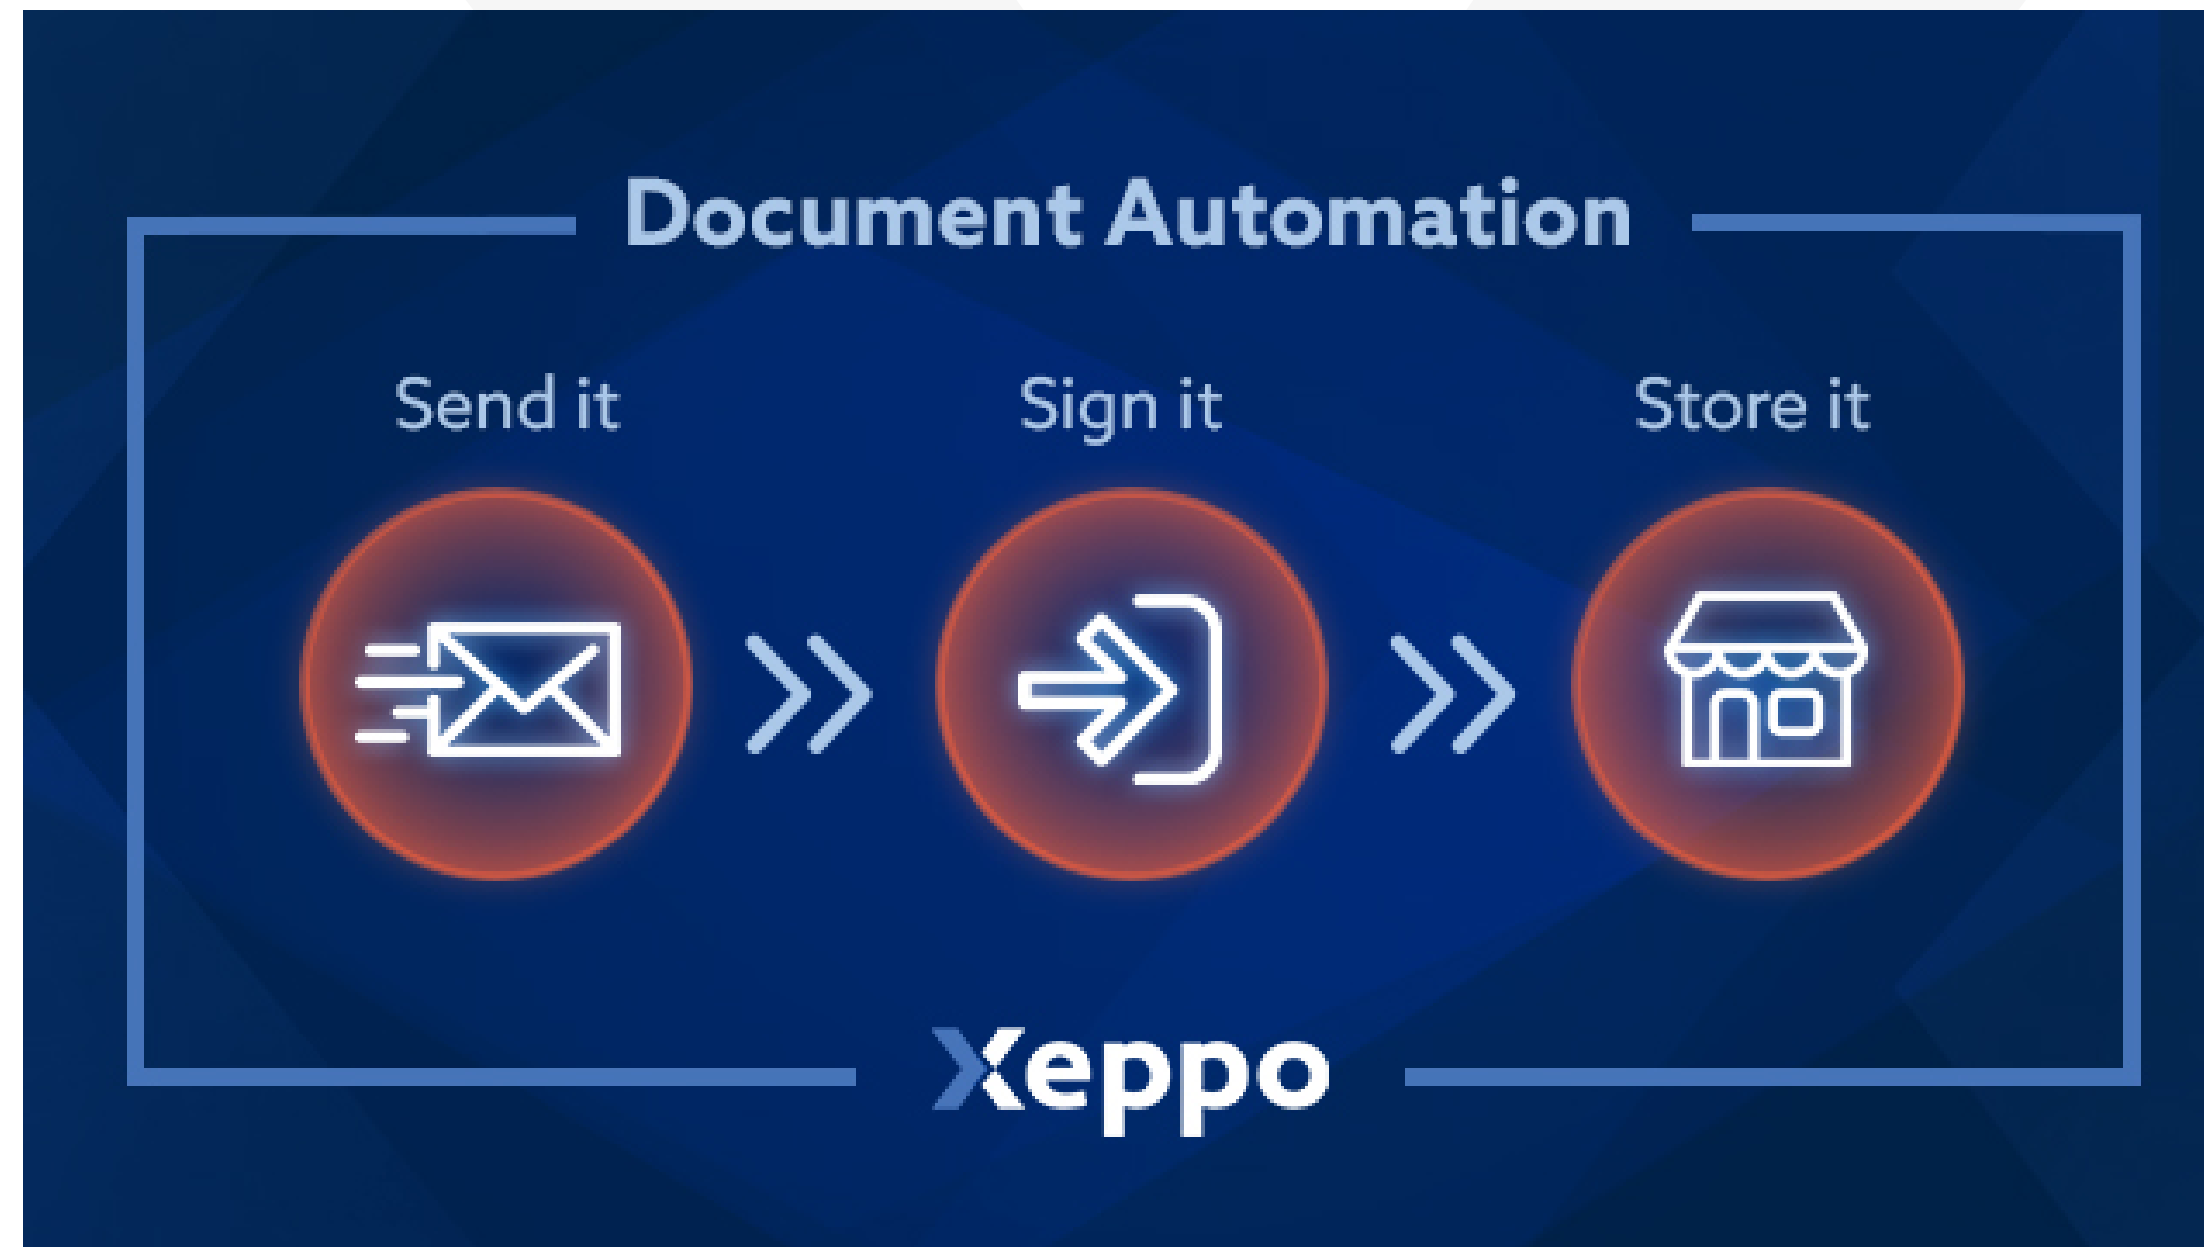 Document Automation
Send it
Sign it
Store it
Xeppo